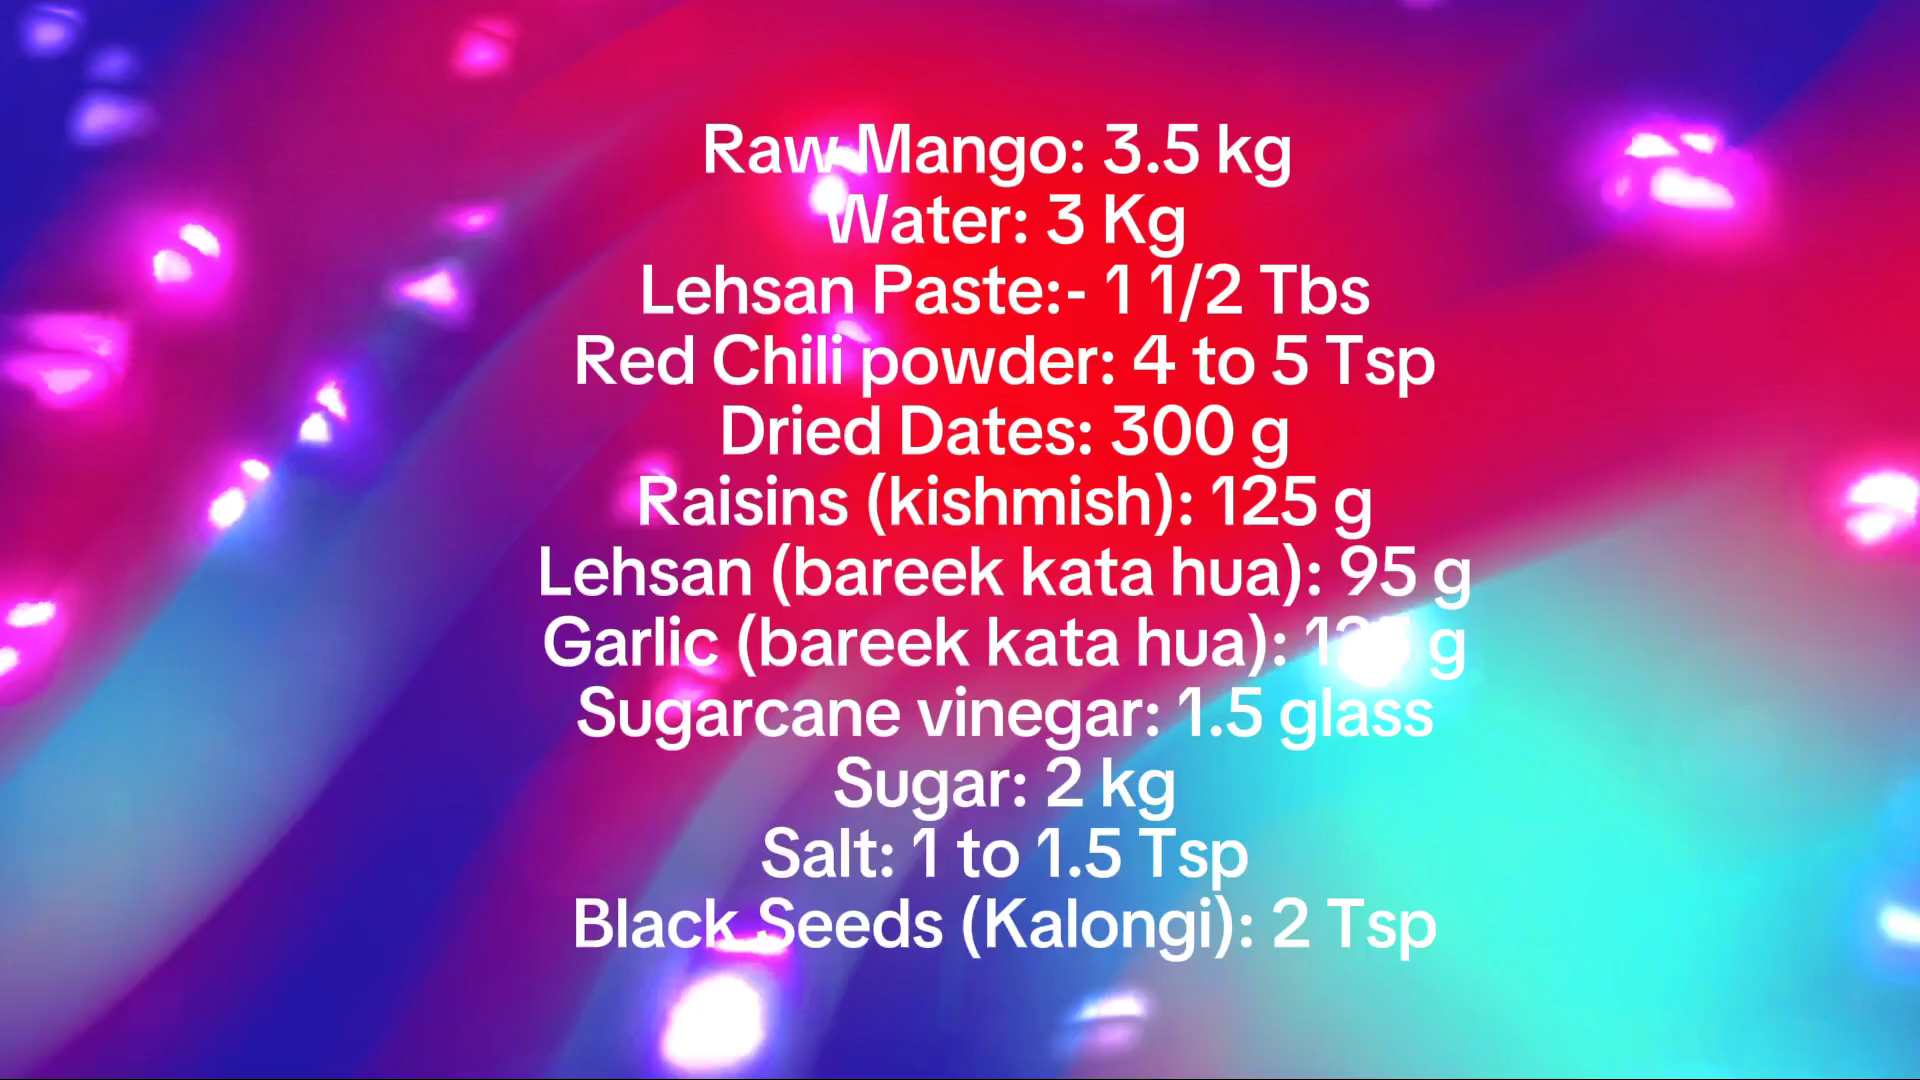 Raw Mango: 3.5 kg
Water: 3 Kg
Lehsan Paste:- 1 1/2 Tbs
Red Chili powder: 4 to 5 Tsp
Dried Dates: 300 g
Raisins (kishmish): 125 g
Lehsan (bareek kata hua): 95 g
Garlic (bareek kata hua): g
Sugarcane vinegar: 1.5 glass
Sugar: 2 kg
Salt: 1 to 1.5 Tsp
Black Seeds (Kalongi): 2 Tsp